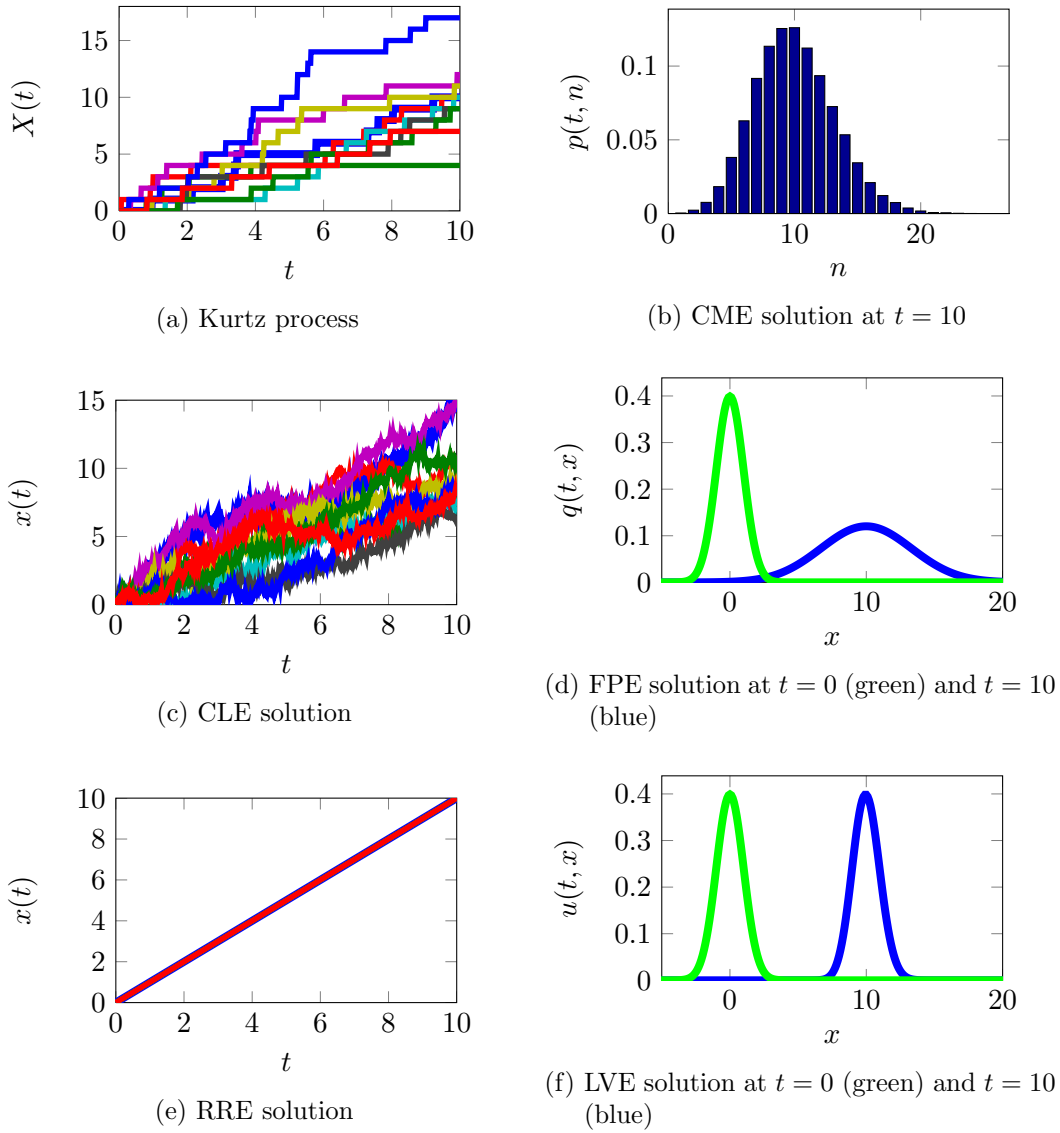 15
10
5
0
X(t)
0 2 4 6 8 10
t
(a) Kurtz process
0.1
0.05
0
p(t, n)
0 10 20
n
(b) CME solution at t = 10
15
10
5
0
x(t)
0 2 4 6 8 10
t
(c) CLE solution
0.4
0.3
0.2
0.1
0
q(t, x)
0 10 20
x
(d) FPE solution at t = 0 (green) and t = 10
(blue)
10
8
6
4
2
0
x(t)
0 2 4 6 8 10
t
(e) RRE solution
0.4
0.3
0.2
0.1
0
u(t, x)
0 10 20
x
(f) LVE solution at t = 0 (green) and t = 10
(blue)